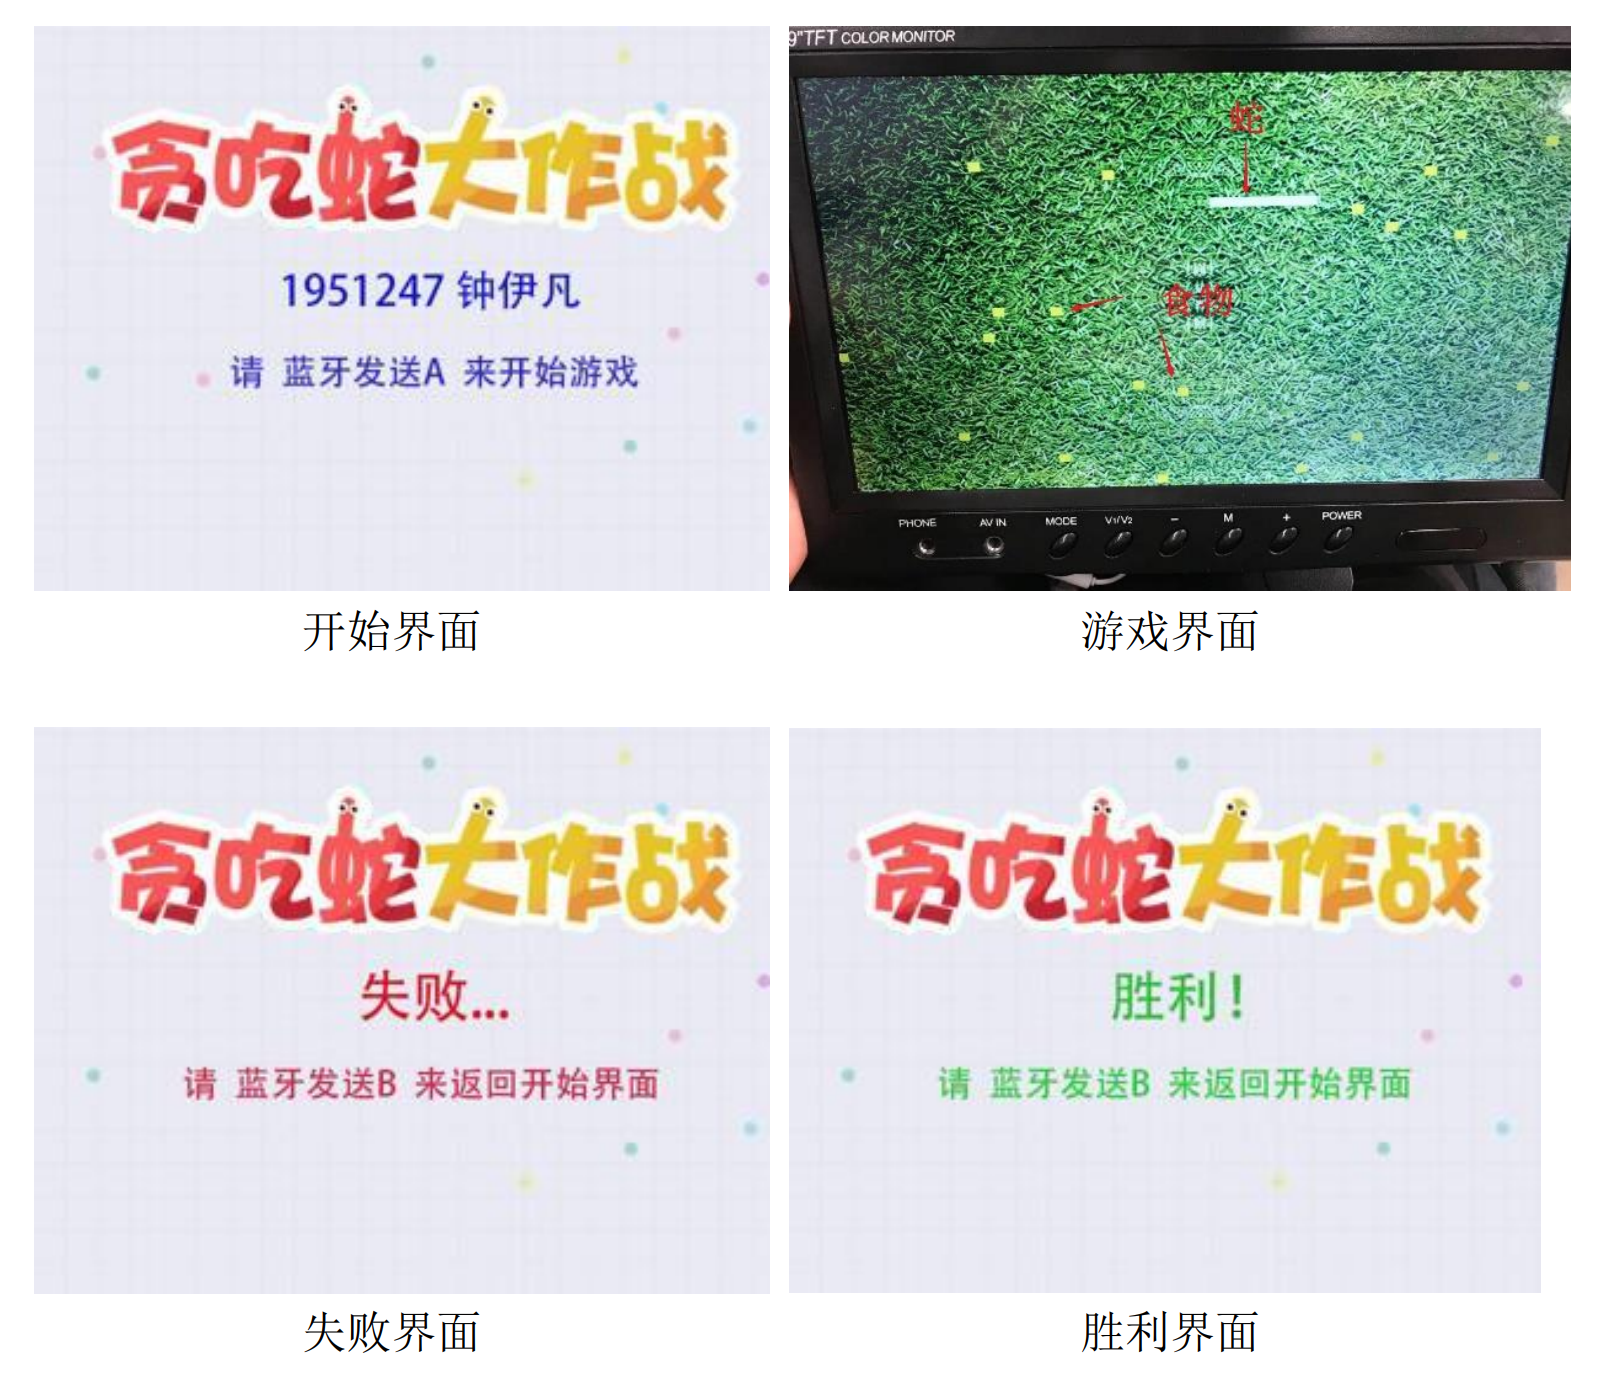 贪吃蛇大作战
1951247 钟伊凡
请 蓝牙发送A 来开始游戏
开始界面
9"TFT COLOR MONITOR
蛇
食物
PHONE AV IN MODE V1/V2 - M + POWER
游戏界面
贪吃蛇大作战
失败...
请 蓝牙发送B 来返回开始界面
失败界面
贪吃蛇大作战
胜利！
请 蓝牙发送B 来返回开始界面
胜利界面